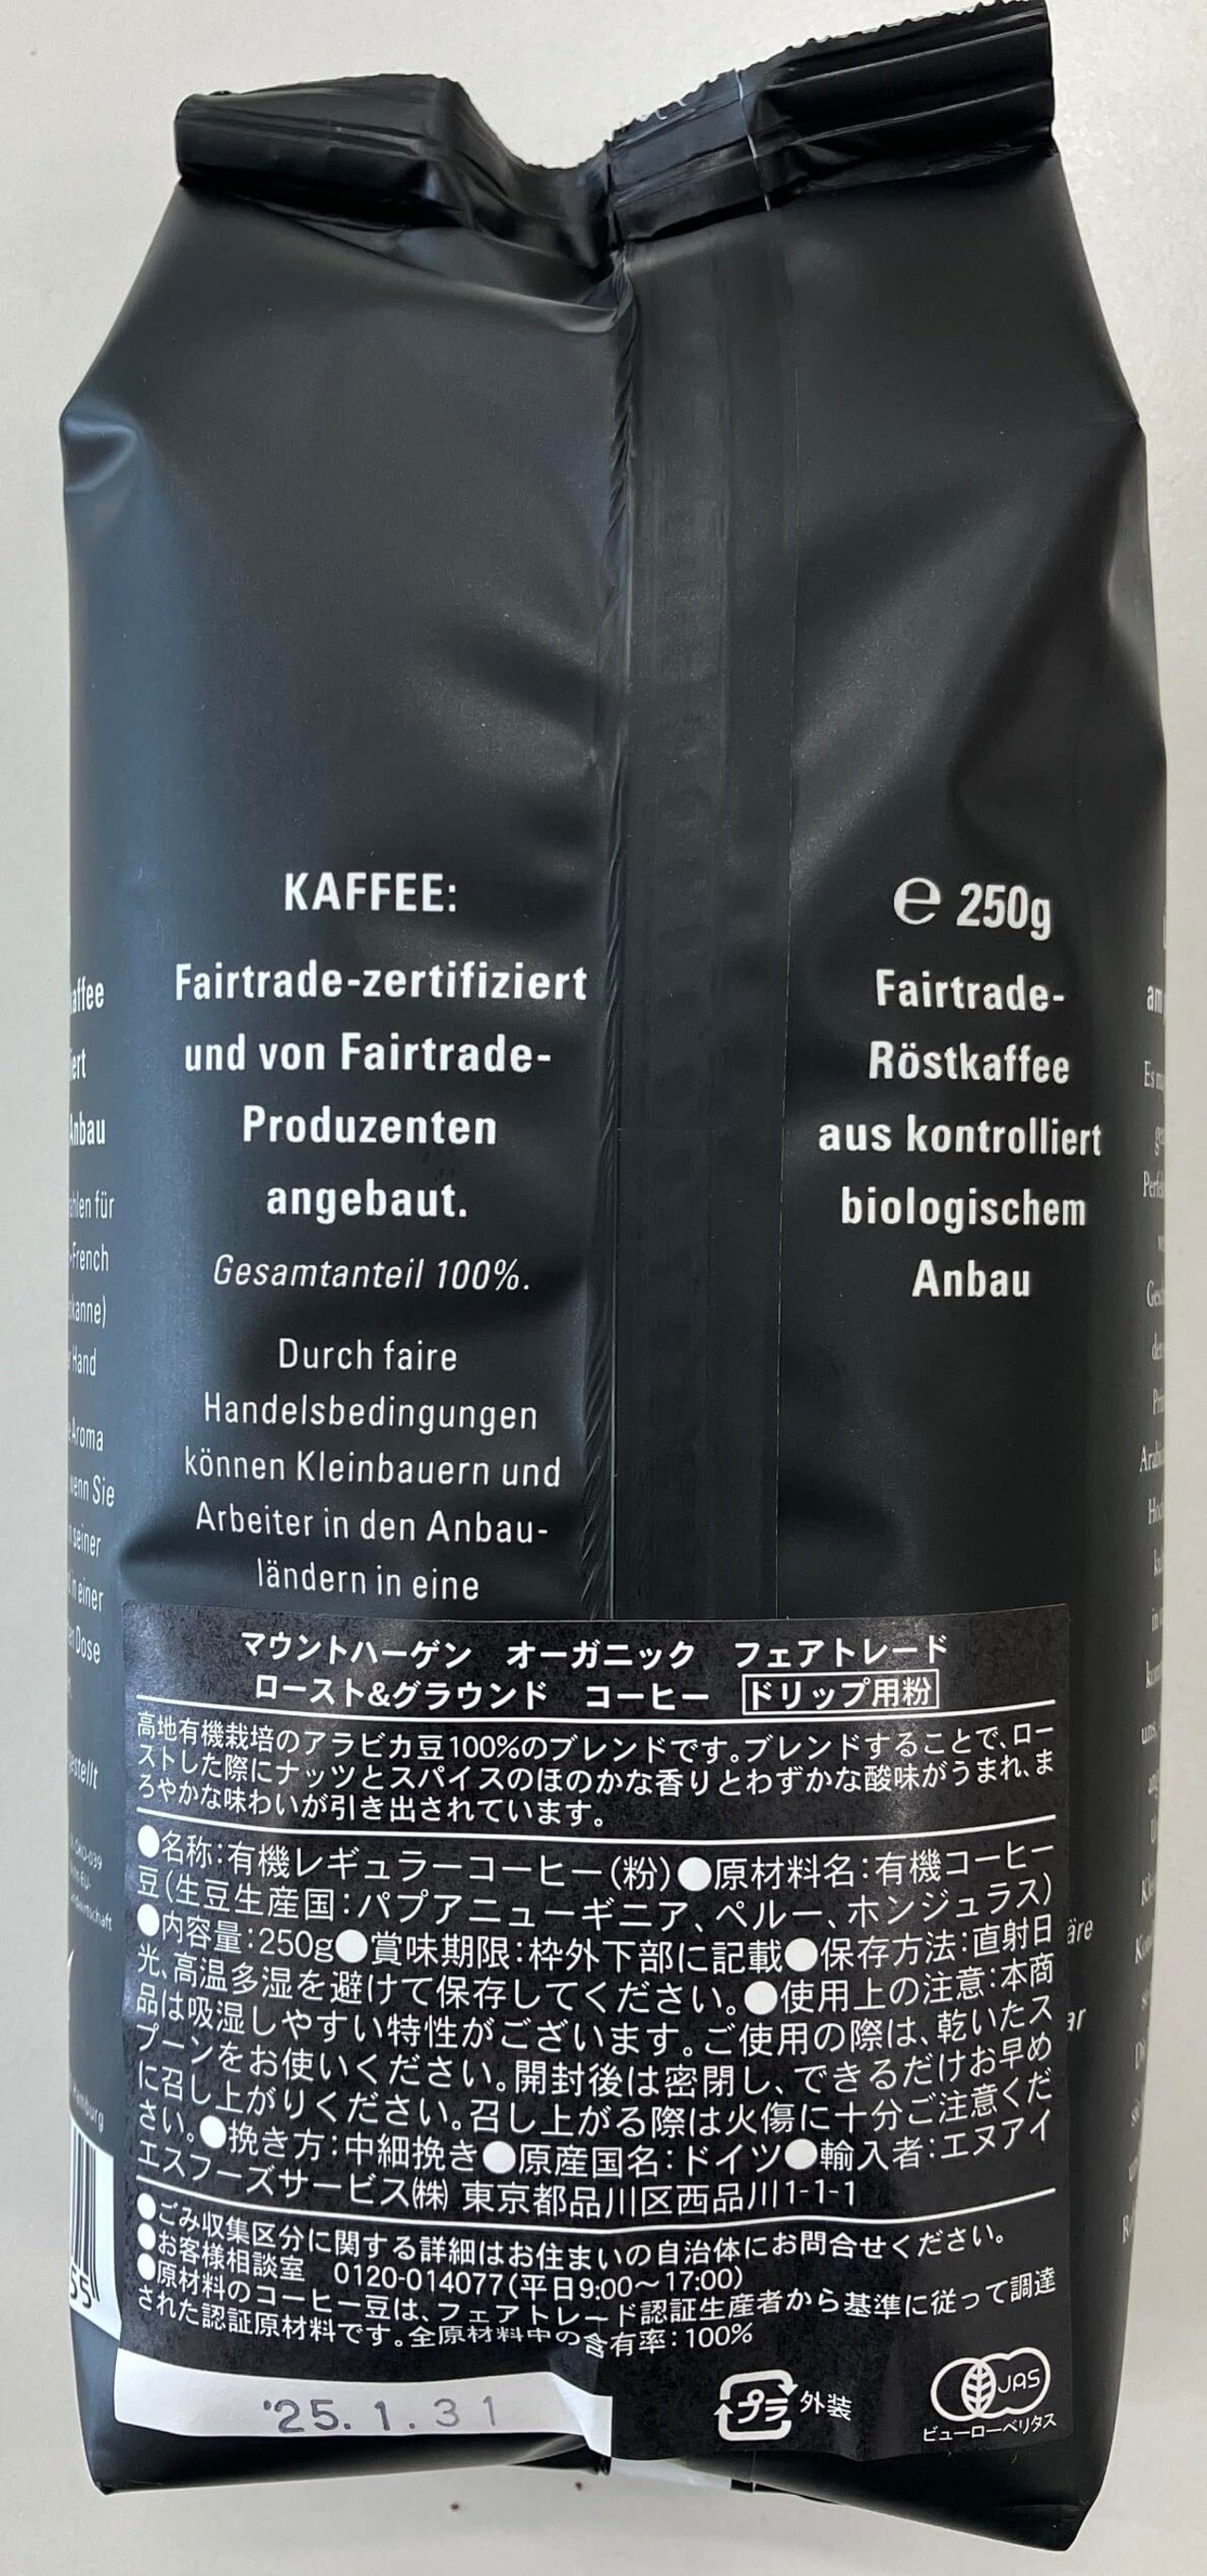 KAFFEE:
Fairtrade-zertifiziert
und von Fairtrade-
Produzenten
angebaut.
Gesamtanteil 100%.
Durch faire
Handelsbedingungen
können Kleinbauern und
Arbeiter in den Anbau-
ländern in eine
e 250g
Fairtrade-
Röstkaffee
aus kontrolliert
biologischem
Anbau
マウントハーゲン オーガニック フェアトレード
ロースト&グラウンド コーヒー ドリップ用粉
高地有機栽培のアラビカ豆100%のブレンドです。ブレンドすることで、ロー
ストした際にナッツとスパイスのほのかな香りとわずかな酸味がうまれ、ま
ろやかな味わいが引き出されています。
●名称:有機レギュラーコーヒー(粉)●原材料名:有機コーヒー
豆(生豆生産国:パプアニューギニア、ペルー、ホンジュラス)
●内容量:250g●賞味期限:枠外下部に記載●保存方法:直射日
光、高温多湿を避けて保存してください。●使用上の注意:本商
品は吸湿しやすい特性がございます。ご使用の際は、乾いたス
プーンをお使いください。開封後は密閉し、できるだけお早め
に召し上がりください。召し上がる際は火傷に十分ご注意くだ
さい。●挽き方:中細挽き●原産国名:ドイツ●輸入者:エヌアイ
エスフーズサービス㈱ 東京都品川区西品川1-1-1
●ごみ収集区分に関する詳細はお住まいの自治体にお問合せください。
●お客様相談室 0120-014077(平日9:00〜17:00)
●原材料のコーヒー豆は、フェアトレード認証生産者から基準に従って調達
された認証原材料です。全原材料中の含有率:100%
'25.1.31
プラ 外装
JAS
ビューローベリタス